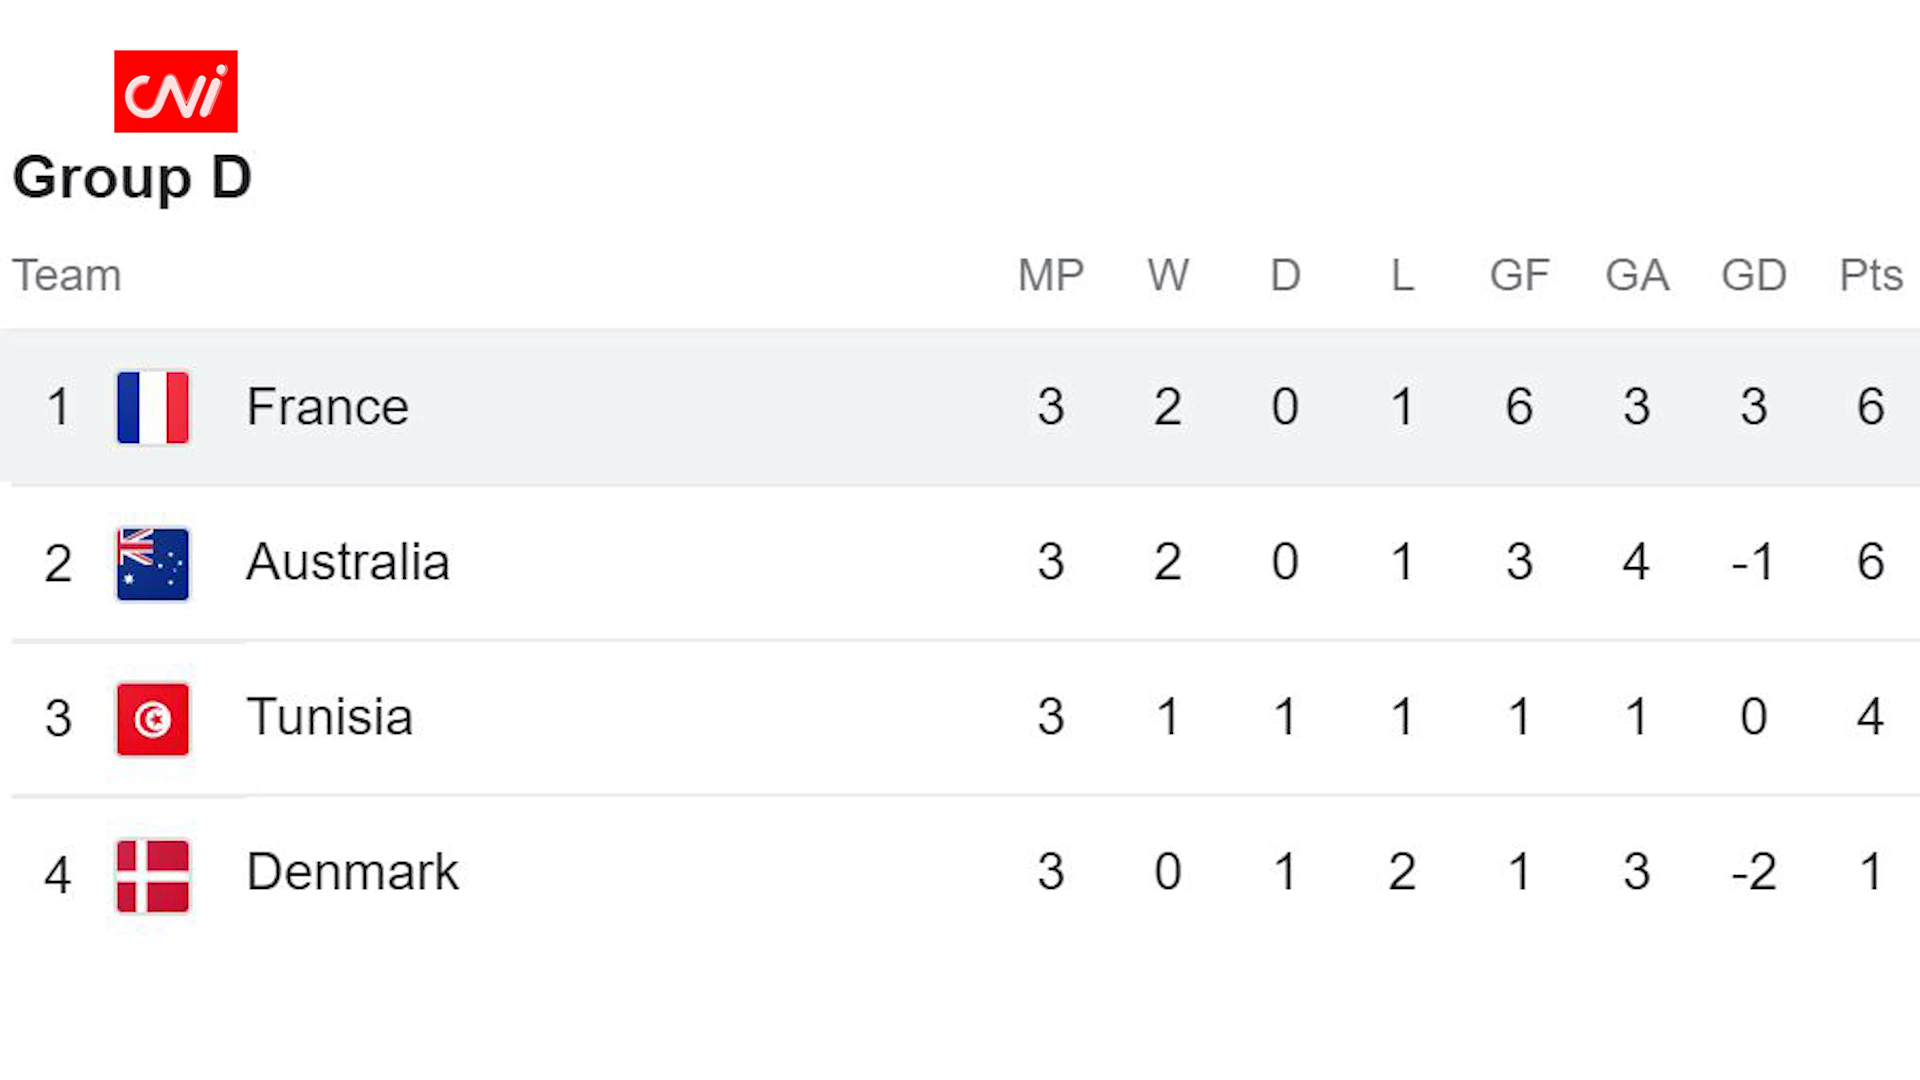 CNi
Group D
Team MP W D L GF GA GD Pts
1 France 3 2 0 1 6 3 3 6
2 Australia 3 2 0 1 3 4 -1 6
3 Tunisia 3 1 1 1 1 1 0 4
4 Denmark 3 0 1 2 1 3 -2 1